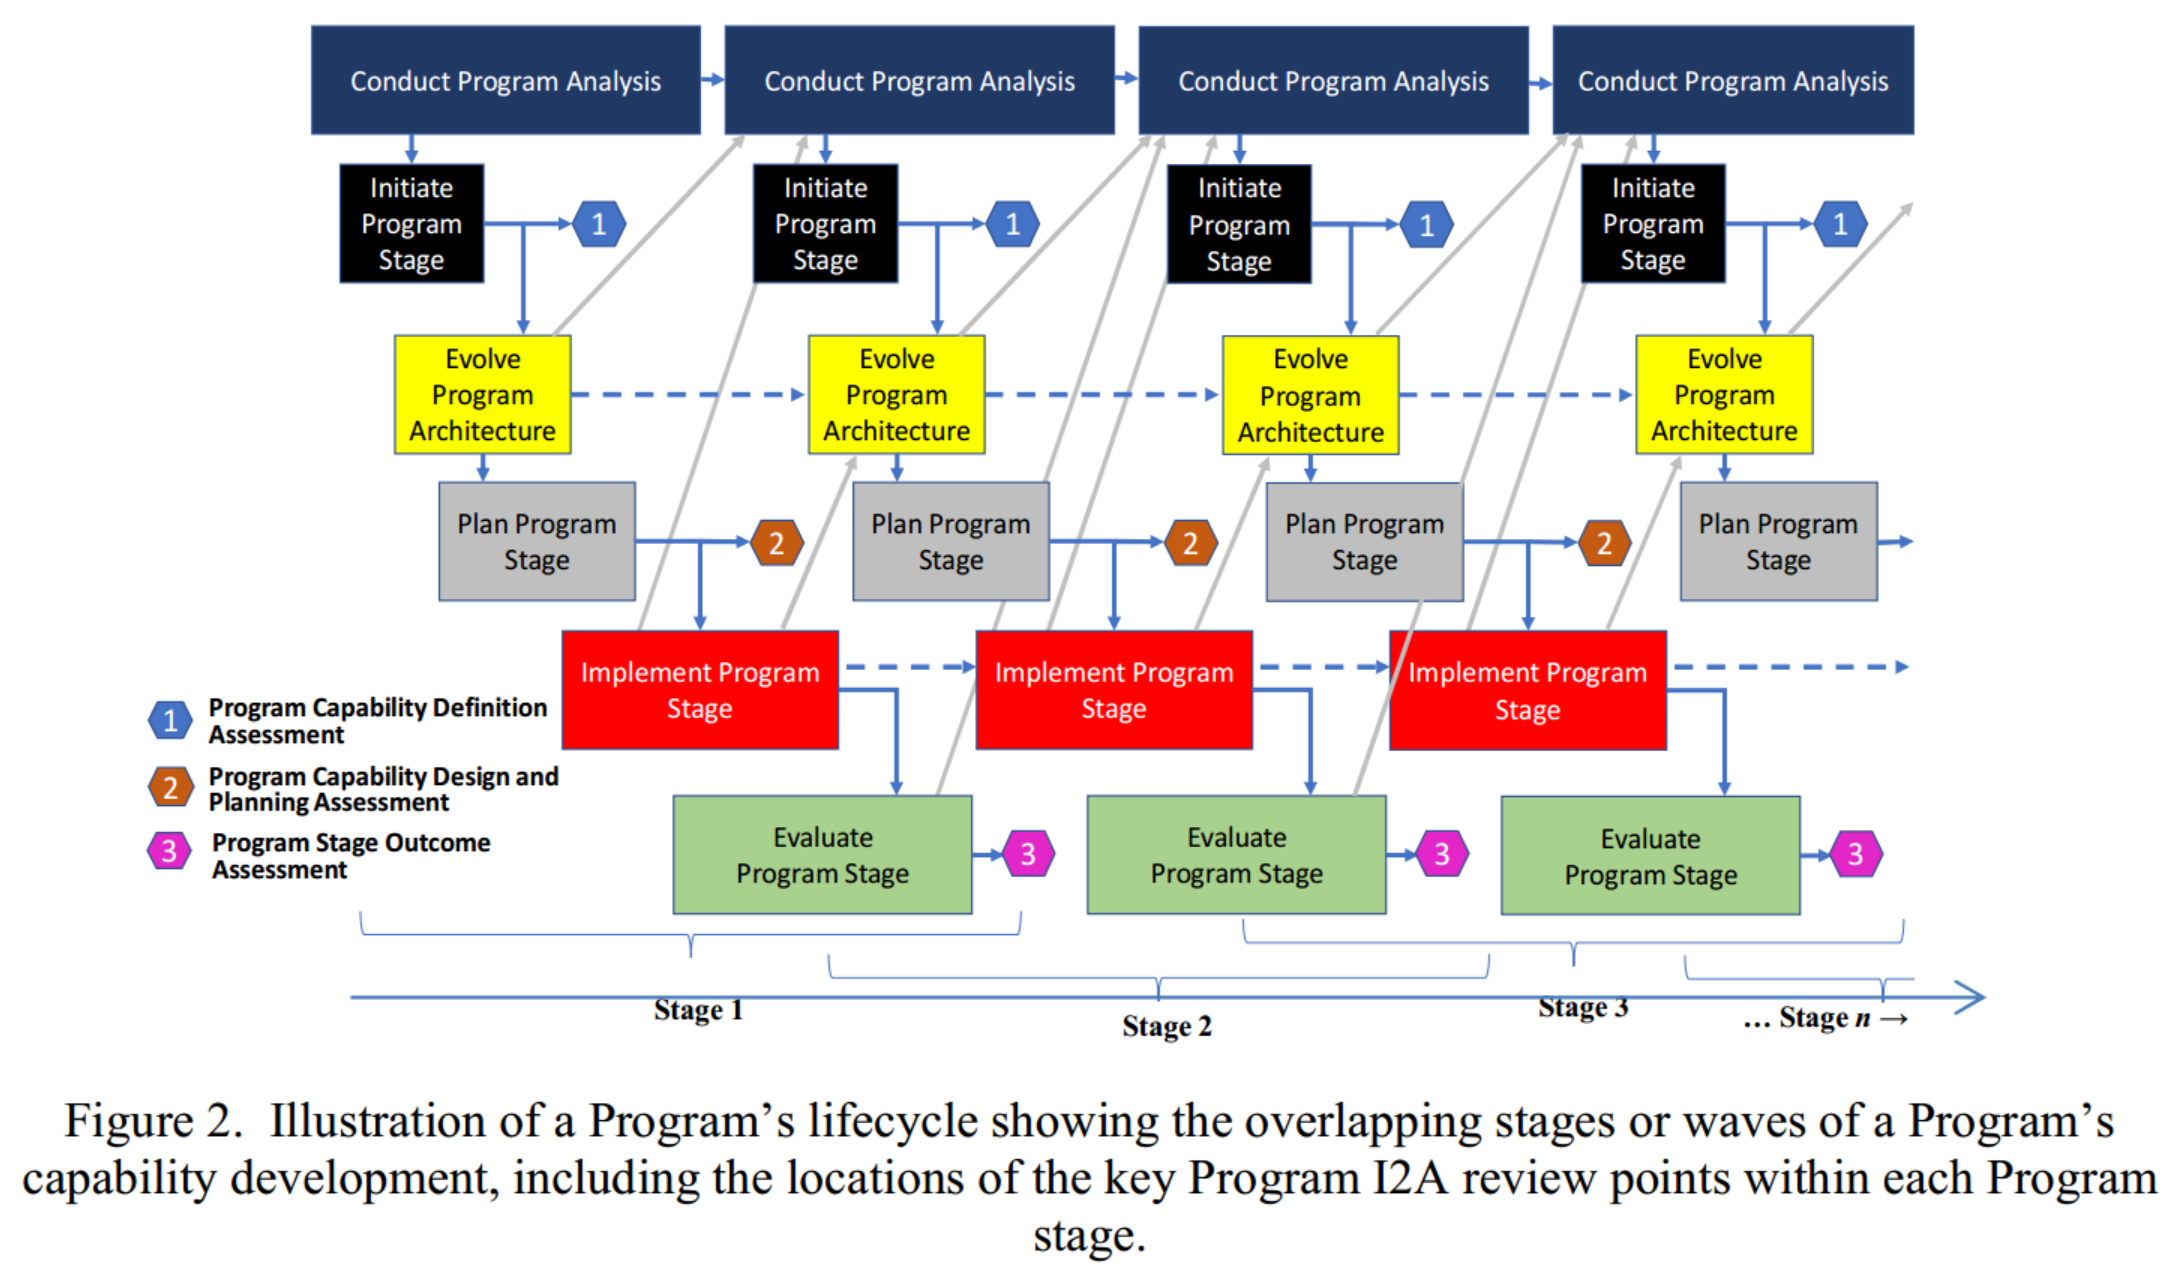 Conduct Program Analysis
Conduct Program Analysis
Conduct Program Analysis
Conduct Program Analysis
Initiate
Program
Stage
1
Initiate
Program
Stage
1
Initiate
Program
Stage
1
Initiate
Program
Stage
1
Evolve
Program
Architecture
Evolve
Program
Architecture
Evolve
Program
Architecture
Evolve
Program
Architecture
Plan Program
Stage
2
Plan Program
Stage
2
Plan Program
Stage
2
Plan Program
Stage
Implement Program
Stage
Implement Program
Stage
Implement Program
Stage
1 Program Capability Definition
Assessment
2 Program Capability Design and
Planning Assessment
3 Program Stage Outcome
Assessment
Evaluate
Program Stage
3
Evaluate
Program Stage
3
Evaluate
Program Stage
3
Stage 1
Stage 2
Stage 3
... Stage n →
Figure 2. Illustration of a Program’s lifecycle showing the overlapping stages or waves of a Program’s
capability development, including the locations of the key Program I2A review points within each Program
stage.